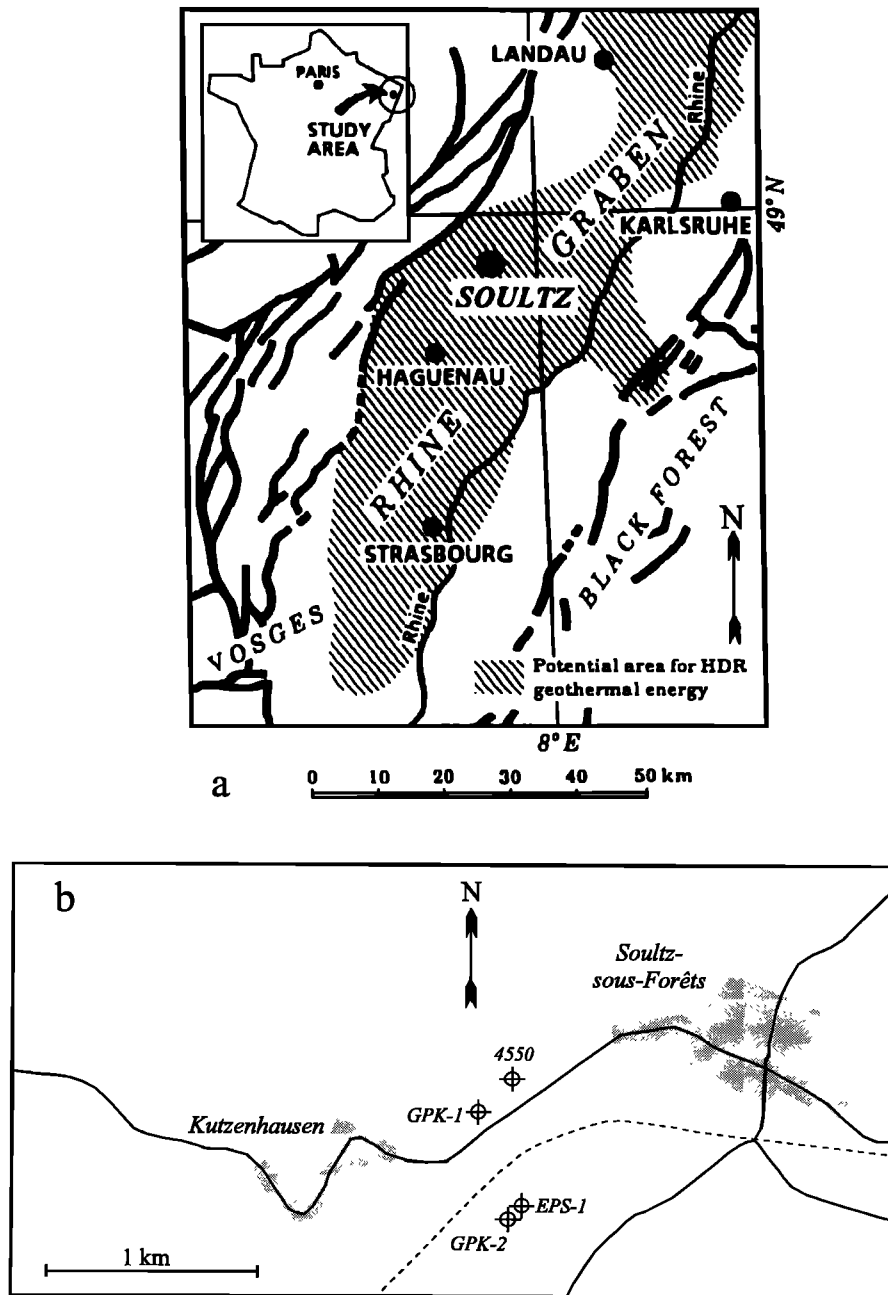 PARIS
STUDY
AREA
LANDAU
Rhine
GRABEN
49° N
KARLSRUHE
SOULTZ
HAGUENAU
RHINE
STRASBOURG
BLACK FOREST
N
VOSGES
Rhine
Potential area for HDR
geothermal energy
8° E
a
0 10 20 30 40 50 km
b
N
Soultz-
sous-Forêts
4550
GPK-1
Kutzenhausen
EPS-1
GPK-2
1 km